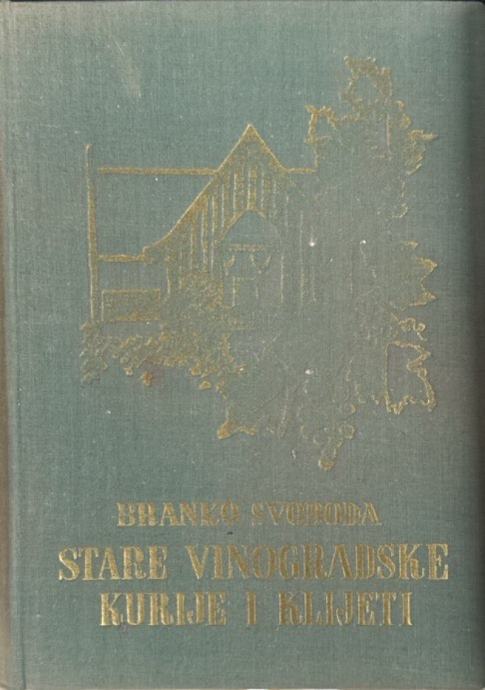 BRANKO SVOBODA
STARE VINOGRADSKE
KURIJE I KLIJETI